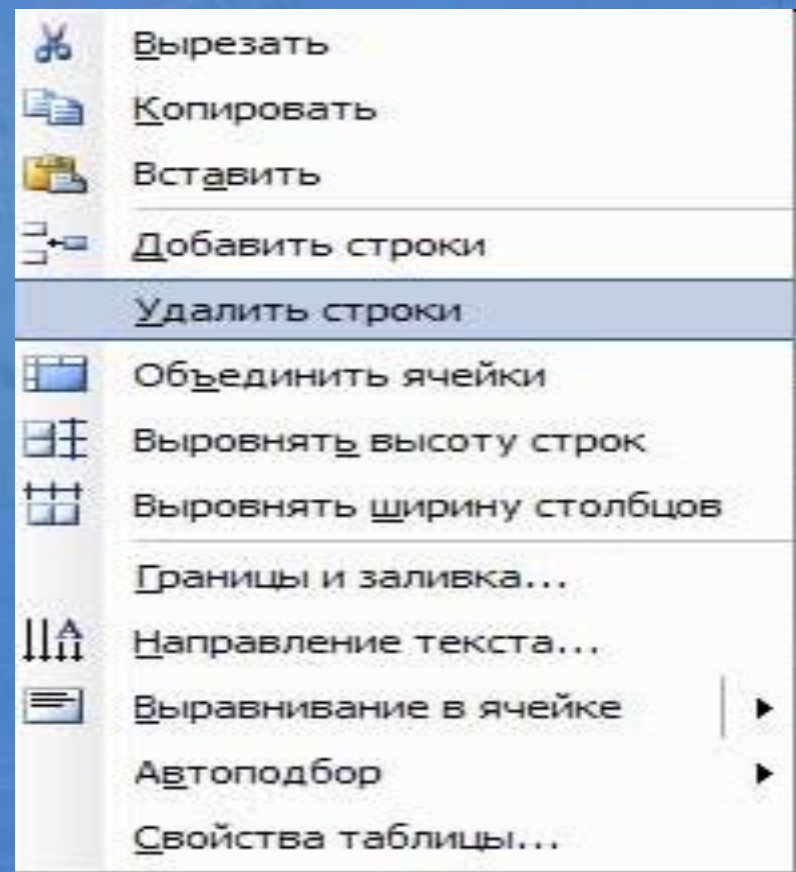 Вырезать
Копировать
Вставить
Добавить строки
Удалить строки
Объединить ячейки
Выровнять высоту строк
Выровнять ширину столбцов
Границы и заливка...
Направление текста...
Выравнивание в ячейке
Автоподбор
Свойства таблицы...